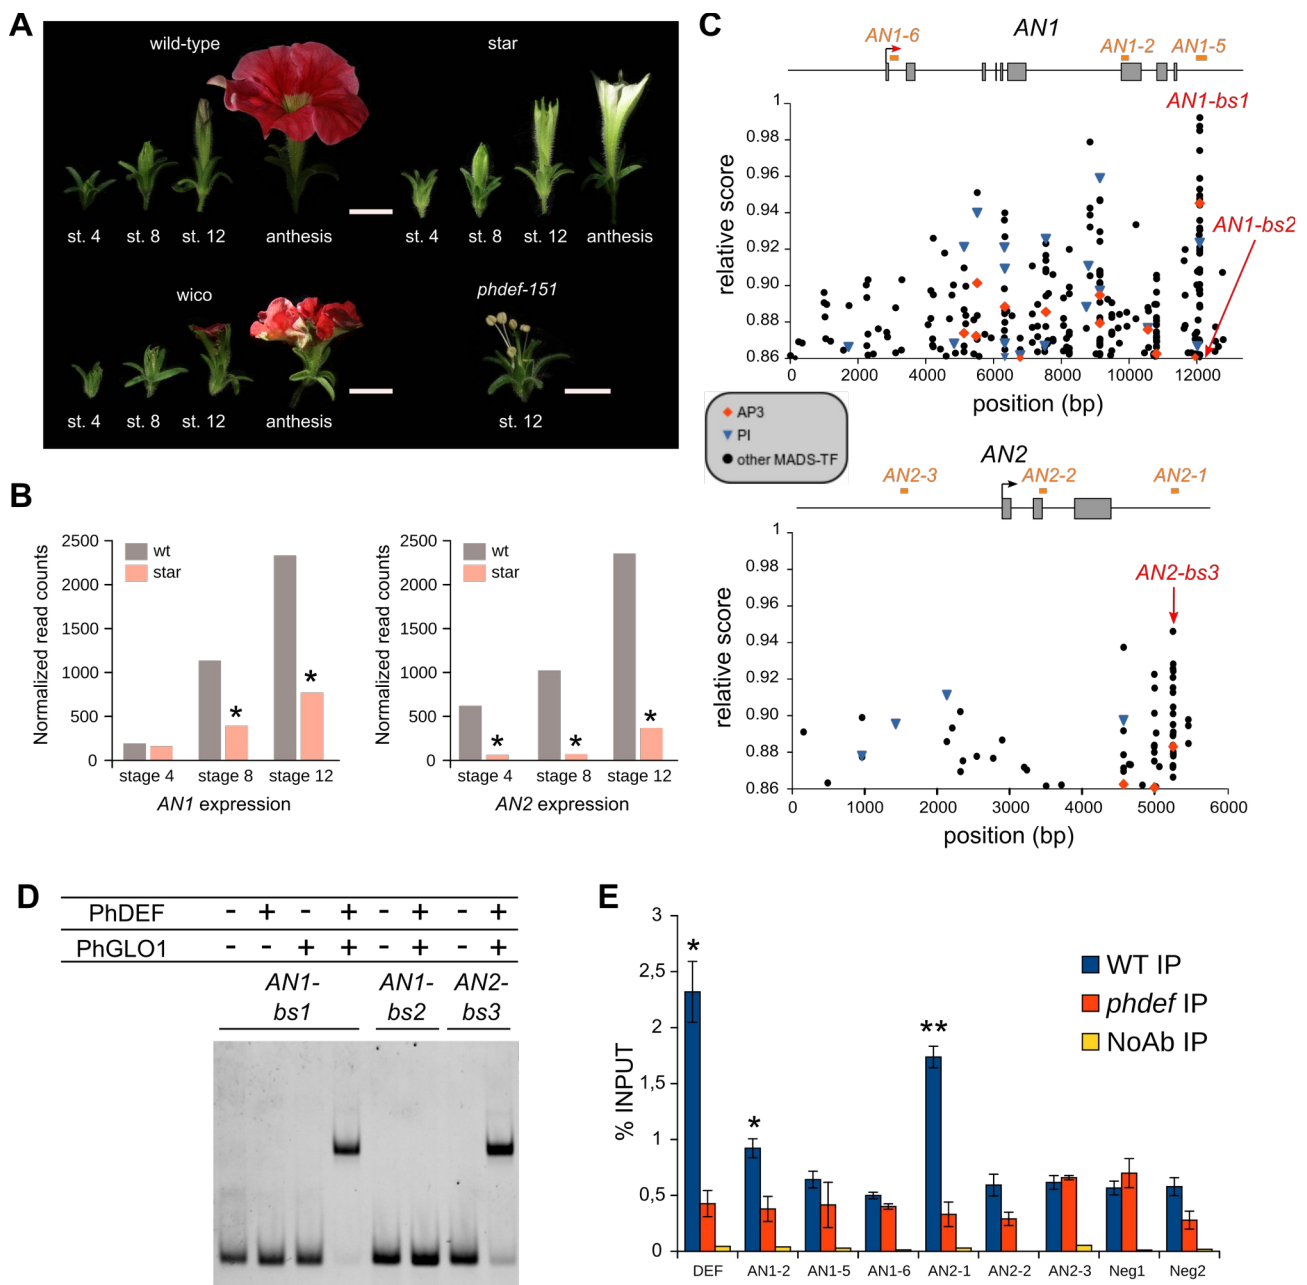 A
wild-type
star
st. 4
st. 8
st. 12
anthesis
st. 4
st. 8
st. 12
anthesis
wico
phdef-151
st. 4
st. 8
st. 12
anthesis
st. 12
B
Normalized read counts
2500
2000
1500
1000
500
0
wt
star
*
*
stage 4 stage 8 stage 12
AN1 expression
Normalized read counts
2500
2000
1500
1000
500
0
wt
star
*
*
*
stage 4 stage 8 stage 12
AN2 expression
C
AN1-6
AN1
AN1-2
AN1-5
AN1-bs1
AN1-bs2
relative score
1
0.98
0.96
0.94
0.92
0.90
0.88
0.86
0 2000 4000 6000 8000 10000 12000
position (bp)
AP3
PI
other MADS-TF
AN2
AN2-3
AN2-2
AN2-1
AN2-bs3
relative score
1
0.98
0.96
0.94
0.92
0.90
0.88
0.86
0 1000 2000 3000 4000 5000 6000
position (bp)
D
PhDEF - + - + - + - +
PhGLO1 - - + + - + - +
AN1-
bs1
AN1-
bs2
AN2-
bs3
E
% INPUT
3
2,5
2
1,5
1
0,5
0
*
*
**
WT IP
phdef IP
NoAb IP
DEF AN1-2 AN1-5 AN1-6 AN2-1 AN2-2 AN2-3 Neg1 Neg2